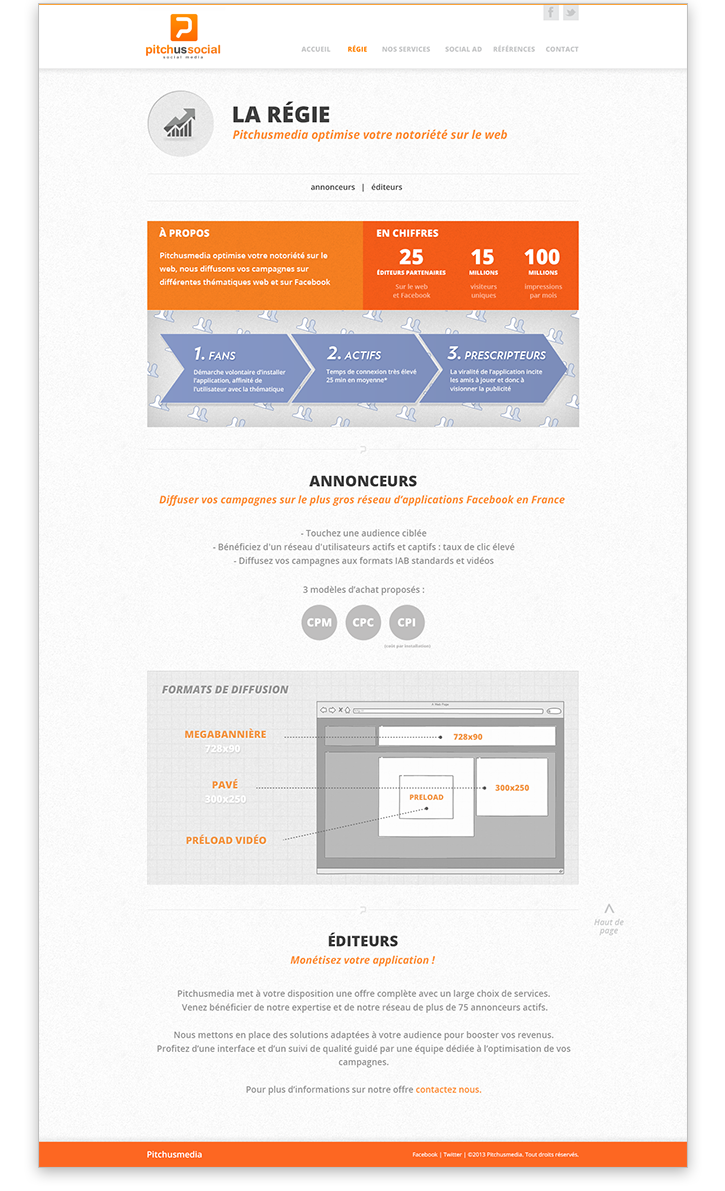 pitchussocial
social media
ACCUEIL RÉGIE NOS SERVICES SOCIAL AD RÉFÉRENCES CONTACT
LA RÉGIE
Pitchusmedia optimise votre notoriété sur le web
annonceurs | éditeurs
À PROPOS
Pitchusmedia optimise votre notoriété sur le
web, nous diffusons vos campagnes sur
différentes thématiques web et sur Facebook
EN CHIFFRES
25
ÉDITEURS PARTENAIRES
Sur le web
et Facebook
15
MILLIONS
visiteurs
uniques
100
MILLIONS
impressions
par mois
1. FANS
Démarche volontaire d'installer
l'application, affinité de
l'utilisateur avec la thématique
2. ACTIFS
Temps de connexion très élevé
25 min en moyenne*
3. PRESCRIPTEURS
La viralité de l'application incite
les amis à jouer et donc à
visionner la publicité
ANNONCEURS
Diffuser vos campagnes sur le plus gros réseau d'applications Facebook en France
- Touchez une audience ciblée
- Bénéficiez d'un réseau d'utilisateurs actifs et captifs : taux de clic élevé
- Diffusez vos campagnes aux formats IAB standards et vidéos
3 modèles d'achat proposés :
CPM CPC CPI
(coût par installation)
FORMATS DE DIFFUSION
MEGABANNIÈRE
728x90
PAVÉ
300x250
PRÉLOAD VIDÉO
728x90
300x250
PRELOAD
Haut de
page
ÉDITEURS
Monétisez votre application !
Pitchusmedia met à votre disposition une offre complète avec un large choix de services.
Venez bénéficier de notre expertise et de notre réseau de plus de 75 annonceurs actifs.
Nous mettons en place des solutions adaptées à votre audience pour booster vos revenus.
Profitez d'une interface et d'un suivi de qualité guidé par une équipe dédiée à l'optimisation de vos
campagnes.
Pour plus d'informations sur notre offre contactez nous.
Pitchusmedia
Facebook | Twitter | ©2013 Pitchusmedia. Tout droits réservés.